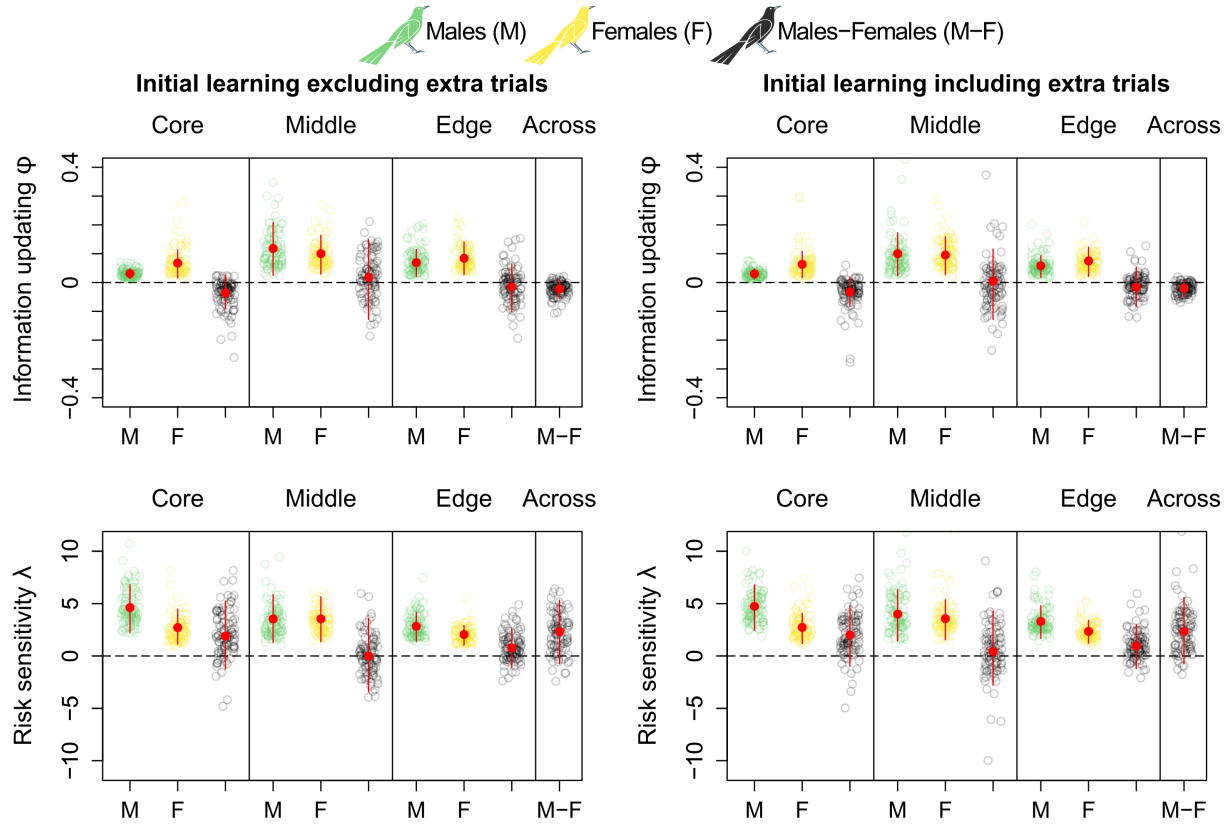 Males (M) Females (F) Males−Females (M−F)
Initial learning excluding extra trials
Core Middle Edge Across
Information updating φ
0.4
0
−0.4
M F M F M F M−F
Initial learning including extra trials
Core Middle Edge Across
Information updating φ
0.4
0
−0.4
M F M F M F M−F
Core Middle Edge Across
Risk sensitivity λ
10
5
0
−5
−10
M F M F M F M−F
Core Middle Edge Across
Risk sensitivity λ
10
5
0
−5
−10
M F M F M F M−F